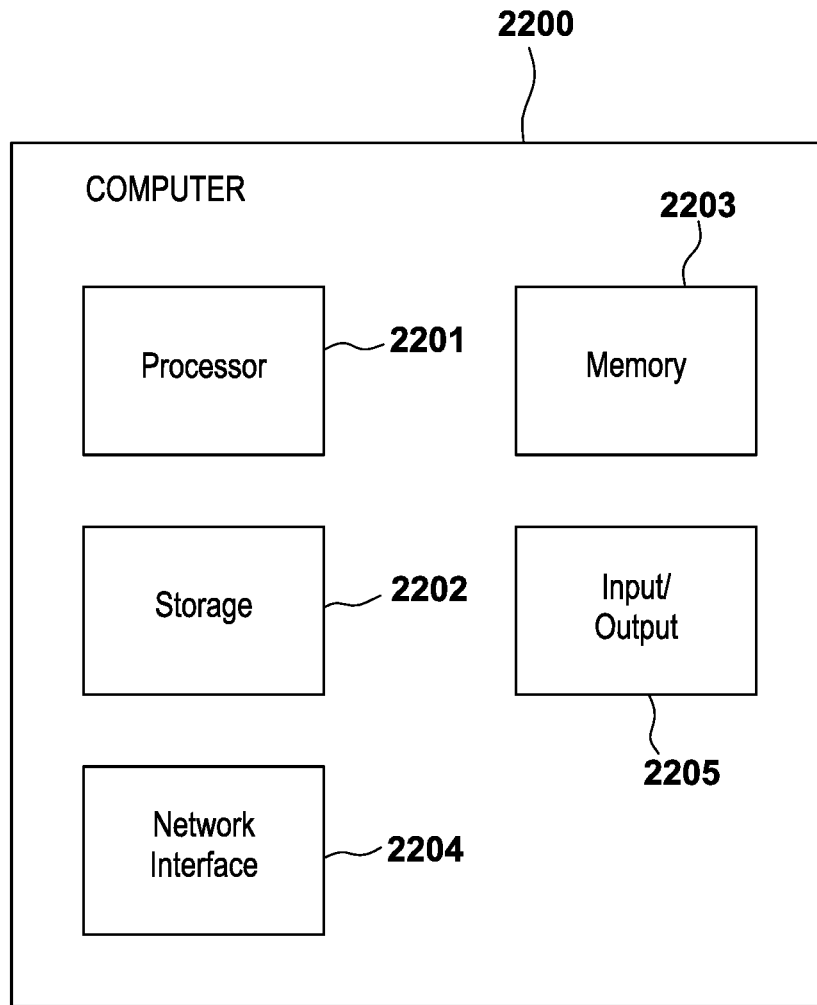 2200
COMPUTER
2203
Processor
2201
Memory
Storage
2202
Input/
Output
2205
Network
Interface
2204